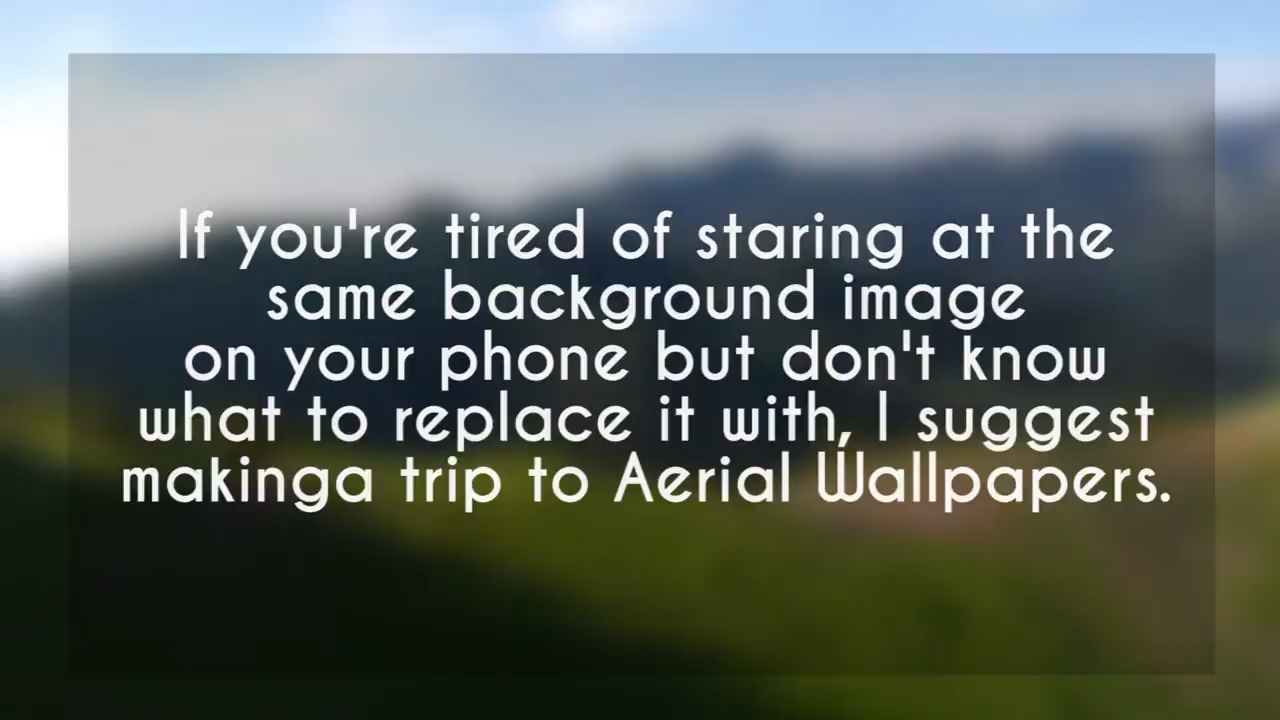 If you're tired of staring at the
same background image
on your phone but don't know
what to replace it with, I suggest
makinga trip to Aerial Wallpapers.